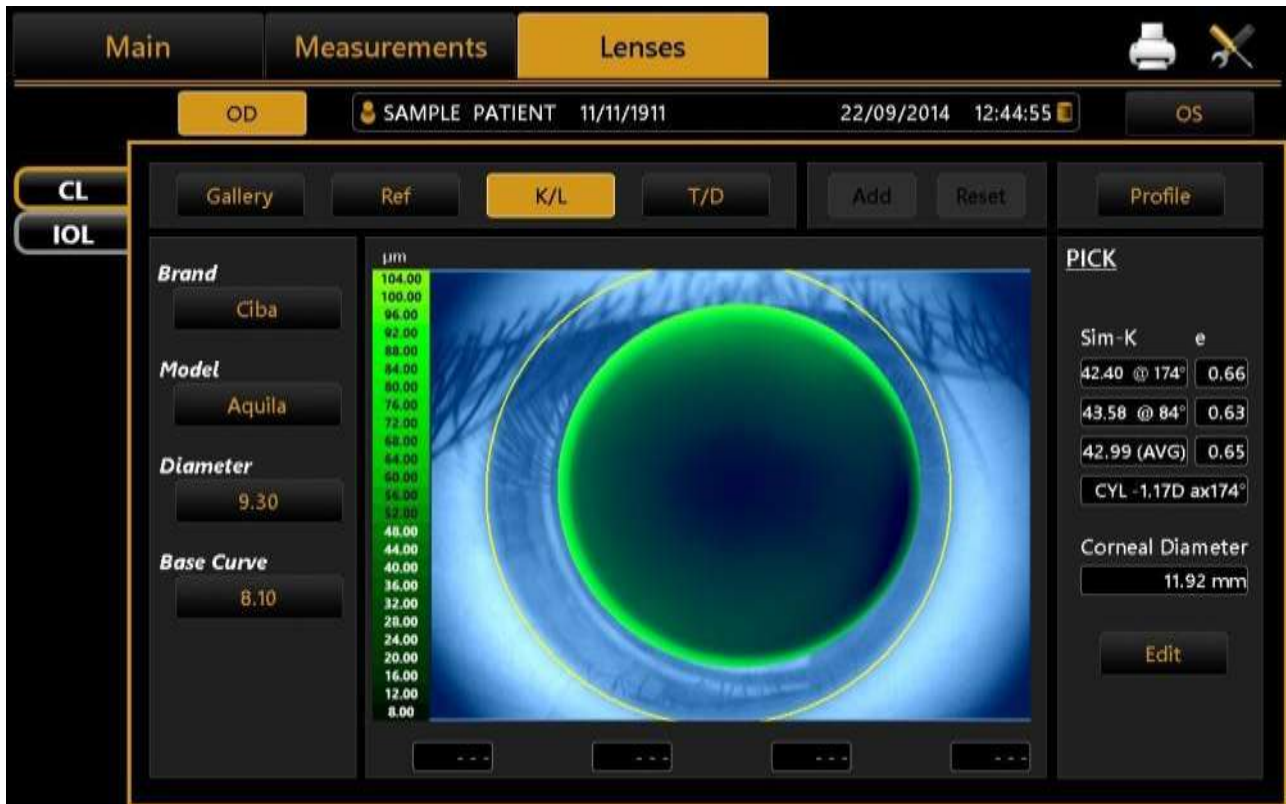 Main Measurements Lenses
OD SAMPLE PATIENT 11/11/1911 22/09/2014 12:44:55 OS
CL
IOL
Gallery Ref K/L T/D Add Reset Profile
Brand
Ciba
Model
Aquila
Diameter
9.30
Base Curve
8.10
µm
104.00
100.00
96.00
92.00
88.00
84.00
80.00
76.00
72.00
68.00
64.00
60.00
56.00
52.00
48.00
44.00
40.00
36.00
32.00
28.00
24.00
20.00
16.00
12.00
8.00
--- --- --- ---
PICK
Sim-K e
42.40 @ 174° 0.66
43.58 @ 84° 0.63
42.99 (AVG) 0.65
CYL -1.17D ax174°
Corneal Diameter
11.92 mm
Edit